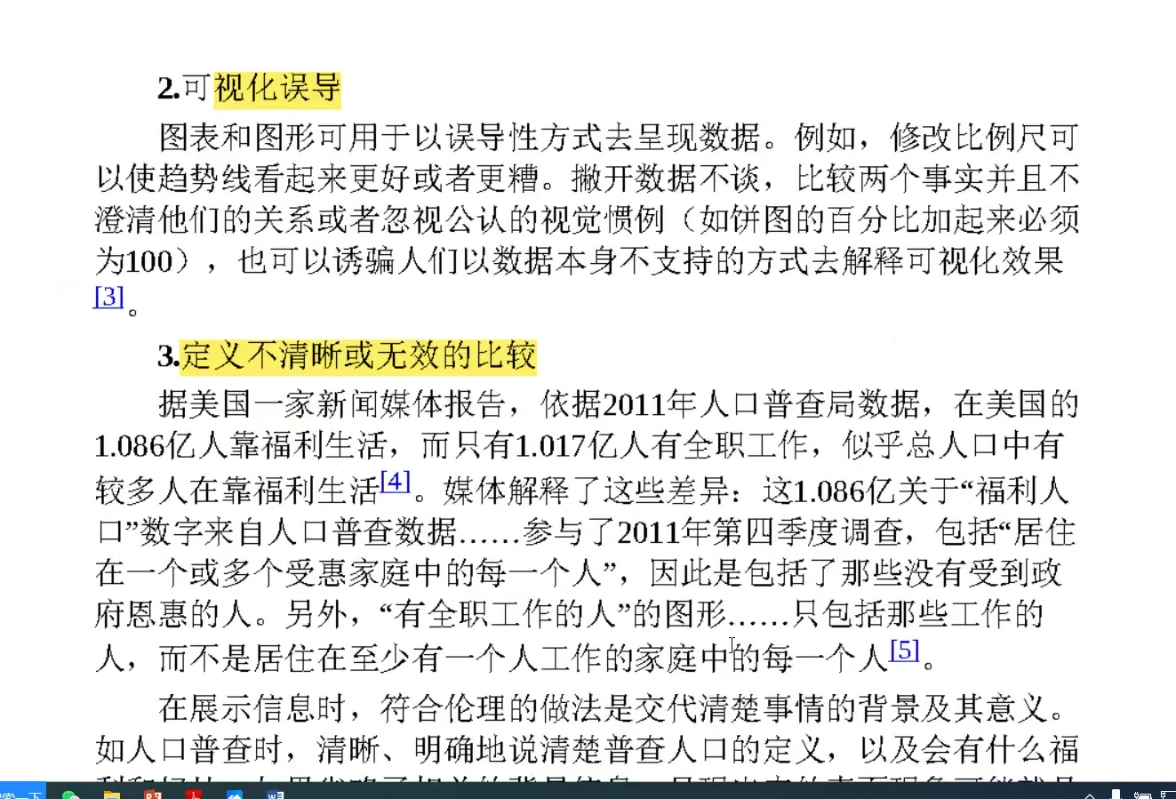 2.可视化误导
图表和图形可用于以误导性方式去呈现数据。例如，修改比例尺可
以使趋势线看起来更好或者更糟。撇开数据不谈，比较两个事实并且不
澄清他们的关系或者忽视公认的视觉惯例（如饼图的百分比加起来必须
为100），也可以诱骗人们以数据本身不支持的方式去解释可视化效果
[3]。
3.定义不清晰或无效的比较
据美国一家新闻媒体报告，依据2011年人口普查局数据，在美国的
1.086亿人靠福利生活，而只有1.017亿人有全职工作，似乎总人口中有
较多人在靠福利生活[4]。媒体解释了这些差异：这1.086亿关于“福利人
口”数字来自人口普查数据……参与了2011年第四季度调查，包括“居住
在一个或多个受惠家庭中的每一个人”，因此是包括了那些没有受到政
府恩惠的人。另外，“有全职工作的人”的图形……只包括那些工作的
人，而不是居住在至少有一个人工作的家庭中的每一个人[5]。
在展示信息时，符合伦理的做法是交代清楚事情的背景及其意义。
如人口普查时，清晰、明确地说清楚普查人口的定义，以及会有什么福